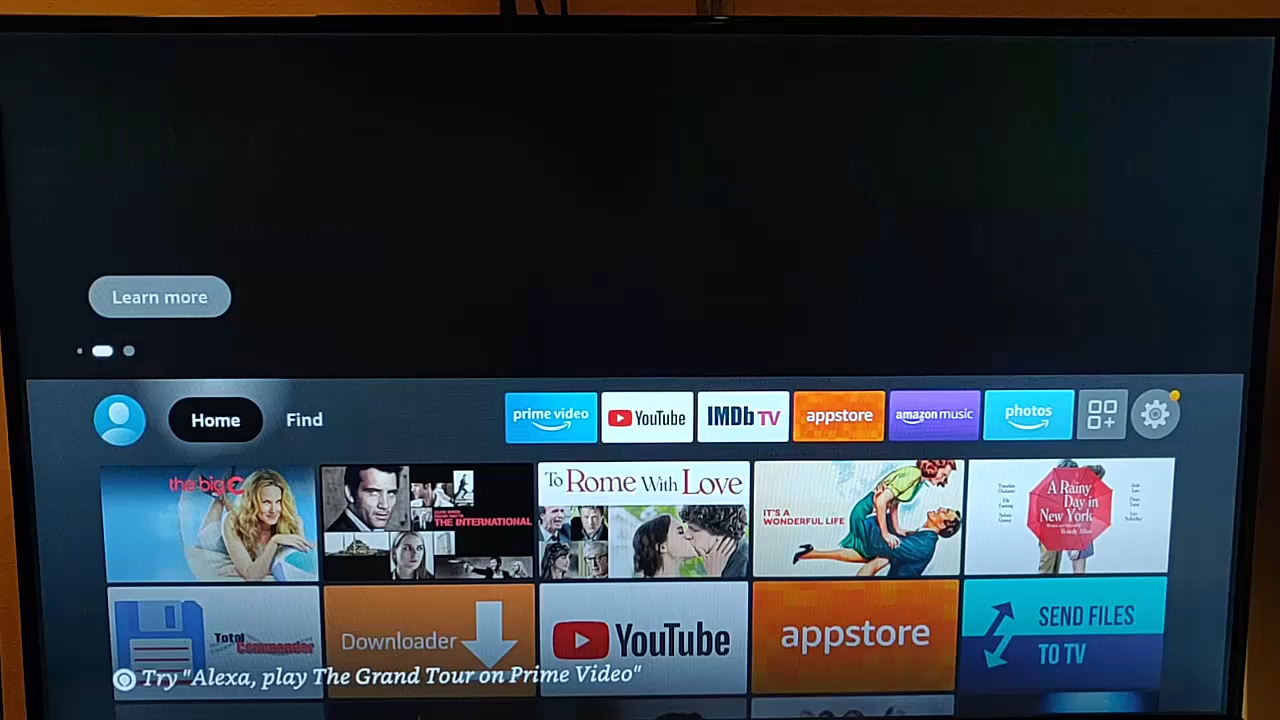 Learn more
Home
Find
prime video
YouTube
IMDb TV
appstore
amazon music
photos
the big C
THE INTERNATIONAL
To Rome With Love
IT'S A
WONDERFUL LIFE
A Rainy
Day in
New York
Total
Commander
Downloader
YouTube
appstore
SEND FILES
TO TV
Try "Alexa, play The Grand Tour on Prime Video"